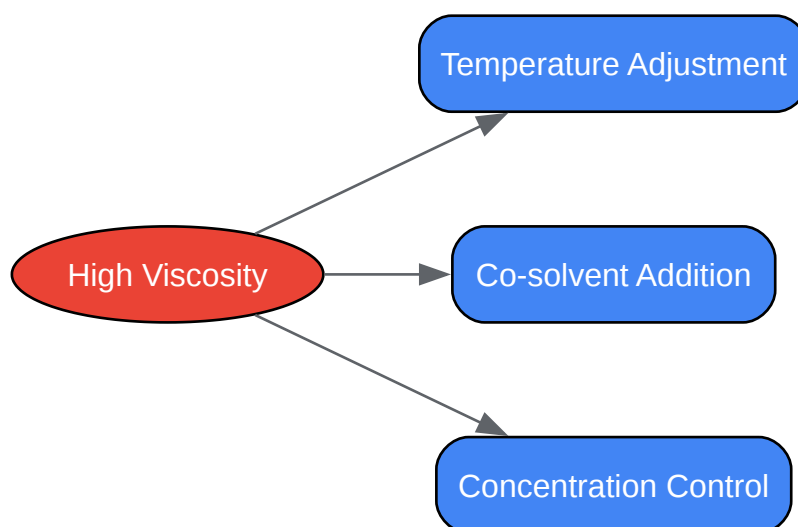 Temperature Adjustment
High Viscosity
Co-solvent Addition
Concentration Control